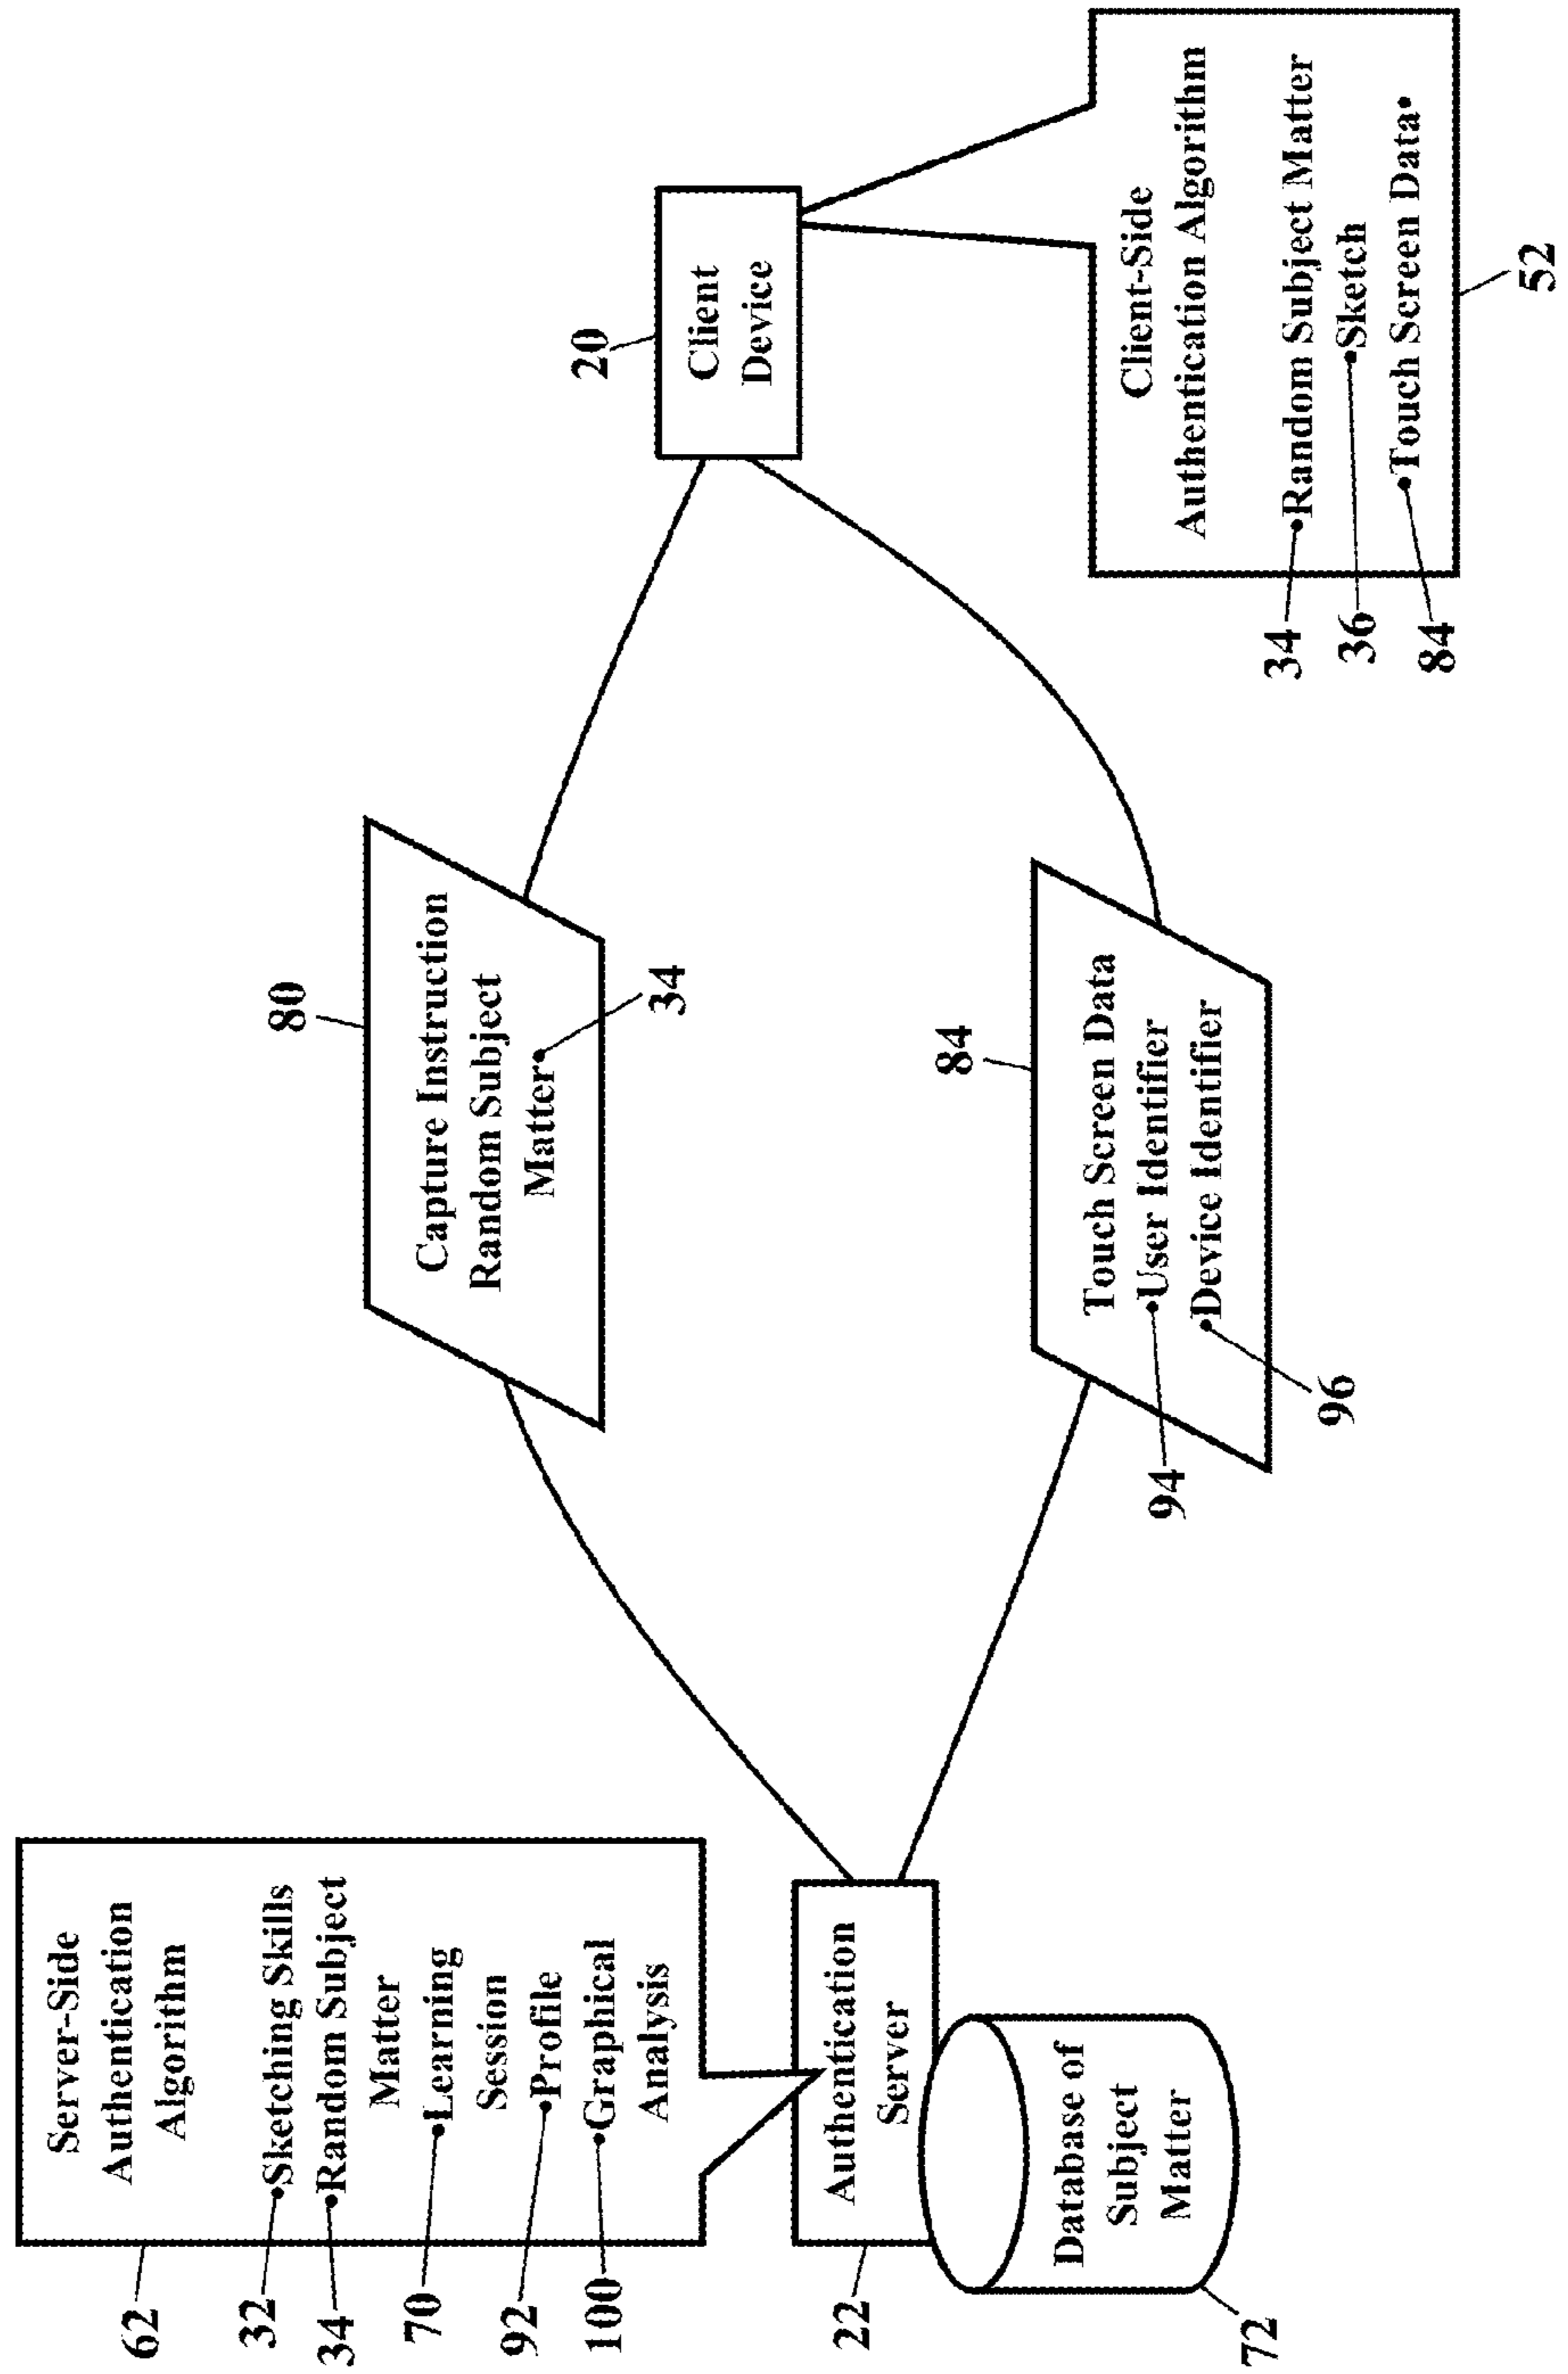 62
Server-Side
Authentication
Algorithm
32
Sketching Skills
34
Random Subject
Matter
70
Learning
Session
92
Profile
100
Graphical
Analysis
22
Authentication
Server
72
Database of
Subject
Matter
80
Capture Instruction
Random Subject
Matter
34
84
Touch Screen Data
94
User Identifier
96
Device Identifier
20
Client
Device
Client-Side
Authentication Algorithm
34
Random Subject Matter
36
Sketch
84
Touch Screen Data
52